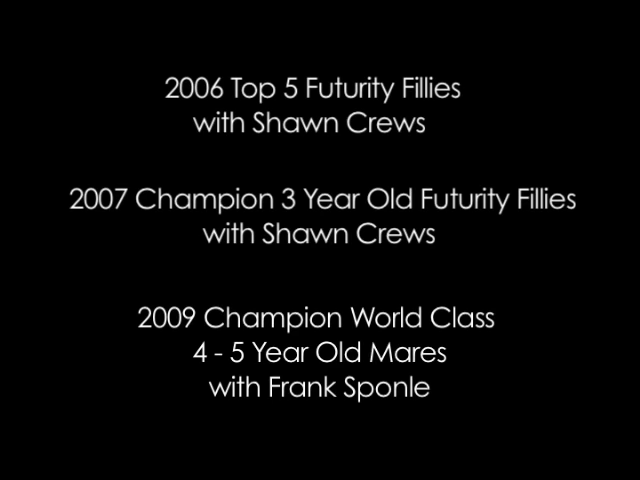 2006 Top 5 Futurity Fillies
with Shawn Crews
2007 Champion 3 Year Old Futurity Fillies
with Shawn Crews
2009 Champion World Class
4 - 5 Year Old Mares
with Frank Sponle